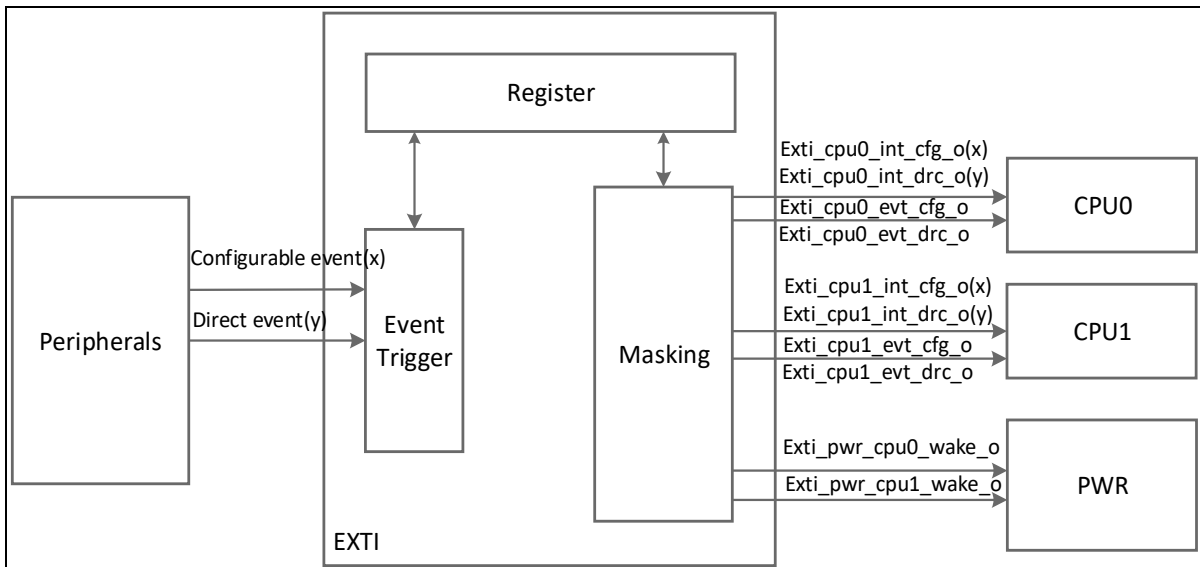 Register
Exti_cpu0_int_cfg_o(x)
Exti_cpu0_int_drc_o(y)
Exti_cpu0_evt_cfg_o
Exti_cpu0_evt_drc_o
CPU0
Configurable event(x)
Direct event(y)
Peripherals
Event
Trigger
Masking
Exti_cpu1_int_cfg_o(x)
Exti_cpu1_int_drc_o(y)
Exti_cpu1_evt_cfg_o
Exti_cpu1_evt_drc_o
CPU1
Exti_pwr_cpu0_wake_o
Exti_pwr_cpu1_wake_o
PWR
EXTI